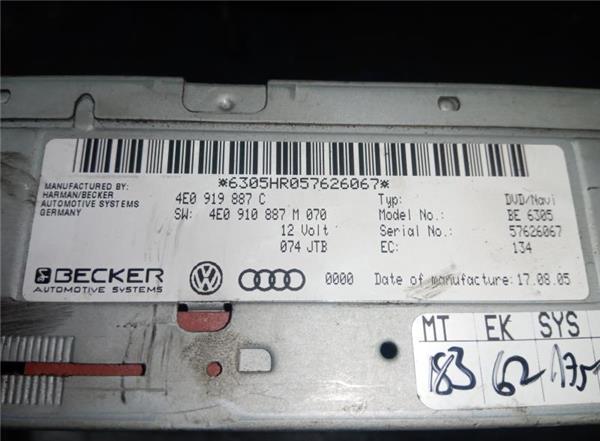 *6305HR057626067*
MANUFACTURED BY:
HARMAN/BECKER
AUTOMOTIVE SYSTEMS
GERMANY
4E0 919 887 C
SW: 4E0 910 887 M 070
12 Volt
074 JTB
Typ: DVD/Navi
Model No.: BE 6305
Serial No.: 57626067
EC: 134
BECKER
AUTOMOTIVE SYSTEMS
0000 Date of manufacture: 17.08.05
MT EK SYS
183 62 175